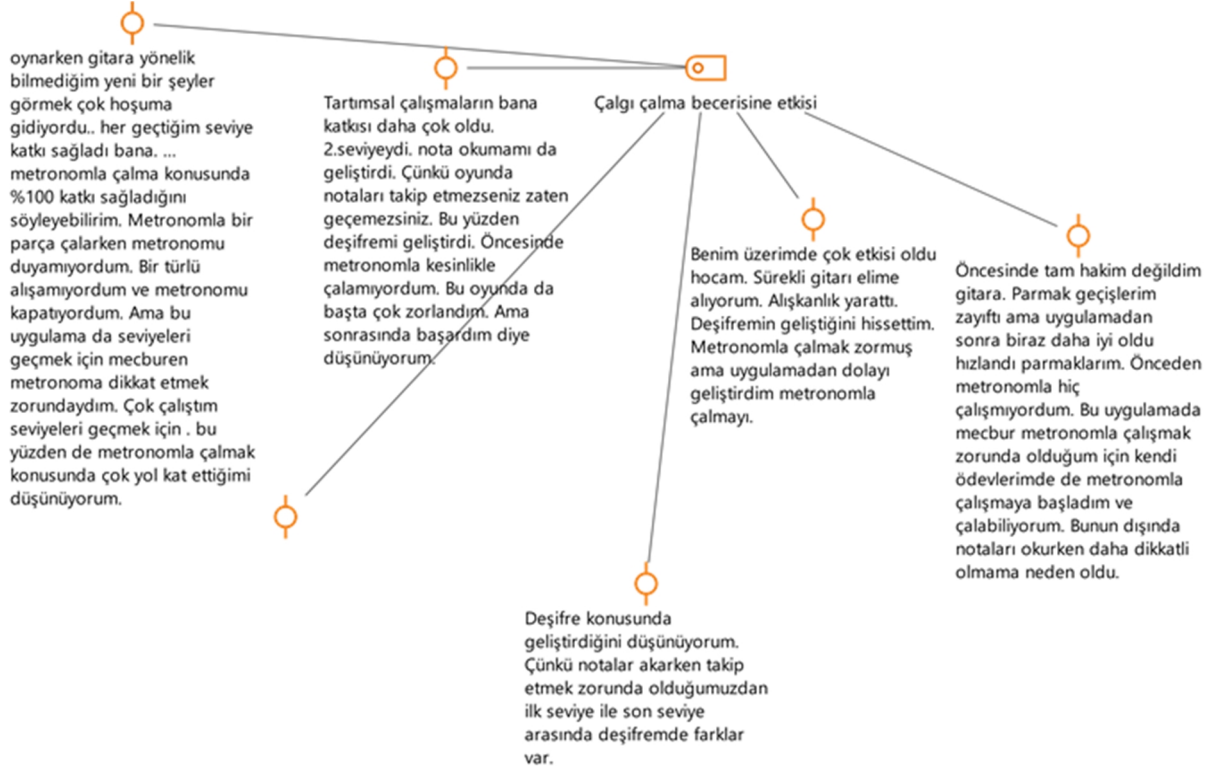 oynarken gitara yönelik
bilmediğim yeni bir şeyler
görmek çok hoşuma
gidiyordu.. her geçtiğim seviye
katkı sağladı bana. ...
metronomla çalma konusunda
%100 katkı sağladığını
söyleyebilirim. Metronomla bir
parça çalarken metronomu
duyamıyordum. Bir türlü
alışamıyordum ve metronomu
kapatıyordum. Ama bu
uygulama da seviyeleri
geçmek için mecburen
metronoma dikkat etmek
zorundaydım. Çok çalıştım
seviyeleri geçmek için . bu
yüzden de metronomla çalmak
konusunda çok yol kat ettiğimi
düşünüyorum.
Tartımsal çalışmaların bana
katkısı daha çok oldu.
2.seviyeydi. nota okumamı da
geliştirdi. Çünkü oyunda
notaları takip etmezseniz zaten
geçemezsiniz. Bu yüzden
deşifremi geliştirdi. Öncesinde
metronomla kesinlikle
çalamıyordum. Bu oyunda da
başta çok zorlandım. Ama
sonrasında başardım diye
düşünüyorum.
Çalgı çalma becerisine etkisi
Benim üzerimde çok etkisi oldu
hocam. Sürekli gitarı elime
alıyorum. Alışkanlık yarattı.
Deşifremin geliştiğini hissettim.
Metronomla çalmak zormuş
ama uygulamadan dolayı
geliştirdim metronomla
çalmayı.
Öncesinde tam hakim değildim
gitara. Parmak geçişlerim
zayıftı ama uygulamadan
sonra biraz daha iyi oldu
hızlandı parmaklarım. Önceden
metronomla hiç
çalışmıyordum. Bu uygulamada
mecbur metronomla çalışmak
zorunda olduğum için kendi
ödevlerimde de metronomla
çalışmaya başladım ve
çalabiliyorum. Bunun dışında
notaları okurken daha dikkatli
olmama neden oldu.
Deşifre konusunda
geliştirdiğini düşünüyorum.
Çünkü notalar akarken takip
etmek zorunda olduğumuzdan
ilk seviye ile son seviye
arasında deşifremde farklar
var.